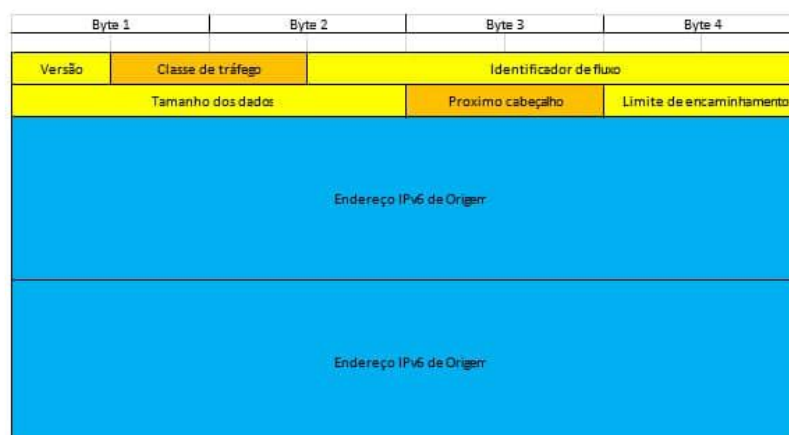 Byte 1 Byte 2 Byte 3 Byte 4
Versão Classe de tráfego Identificador de fluxo
Tamanho dos dados Proximo cabeçalho Limite de encaminhamento
Endereço IPv6 de Origem
Endereço IPv6 de Origem